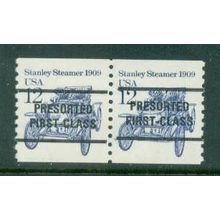 Stanley Steamer 1909
USA
12
PRESORTED
FIRST-CLASS
Stanley Steamer 1909
USA
12
PRESORTED
FIRST-CLASS